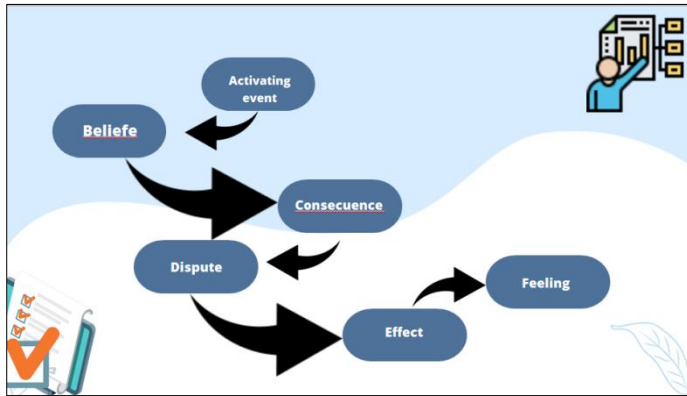 Activating
event
Beliefe
Consecuence
Dispute
Feeling
Effect